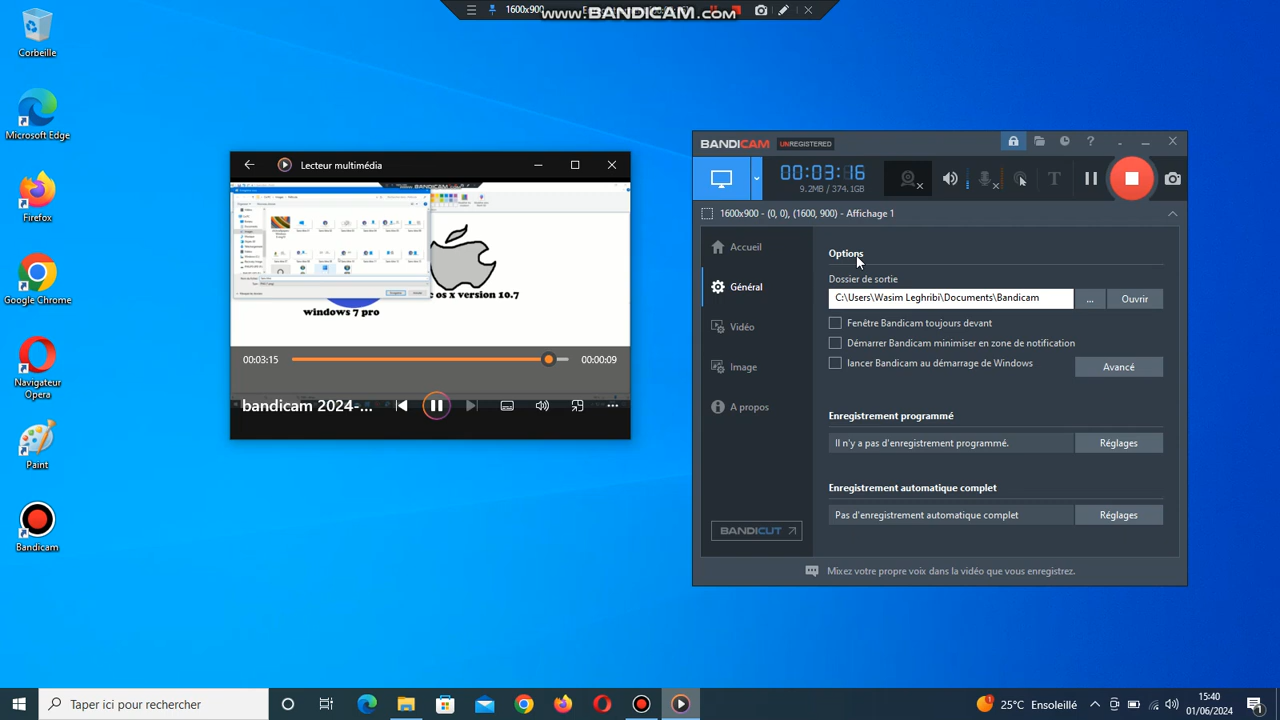 1600x900
www.BANDICAM.com
Corbeille
Microsoft Edge
Firefox
Google Chrome
Navigateur
Opera
Paint
Bandicam
Lecteur multimédia
os x version 10.7
windows 7 pro
00:03:15
00:00:09
bandicam 2024-...
BANDICAM
UNREGISTERED
00:03:16
9.2MB / 374.1GB
1600x900 - (0, 0), (1600, 900) - Affichage 1
Accueil
Général
Vidéo
Image
A propos
BANDICUT
Options
Dossier de sortie
C:\Users\Wasim Leghribi\Documents\Bandicam
...
Ouvrir
Fenêtre Bandicam toujours devant
Démarrer Bandicam minimiser en zone de notification
lancer Bandicam au démarrage de Windows
Avancé
Enregistrement programmé
Il n'y a pas d'enregistrement programmé.
Réglages
Enregistrement automatique complet
Pas d'enregistrement automatique complet
Réglages
Mixez votre propre voix dans la vidéo que vous enregistrez.
Taper ici pour rechercher
25°C Ensoleillé
15:40
01/06/2024